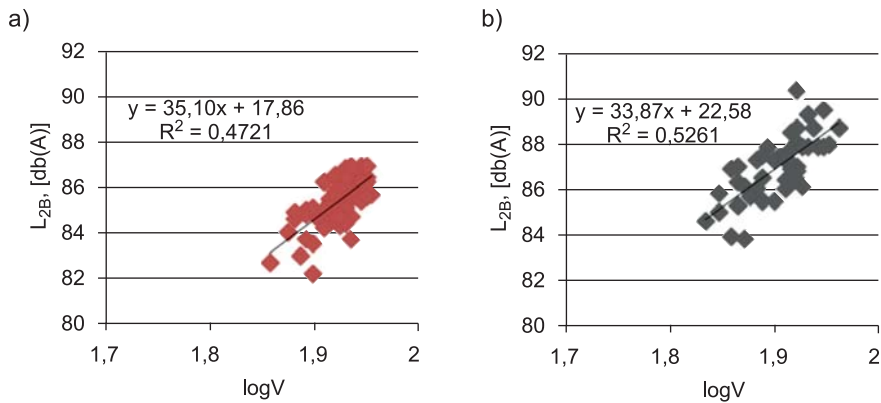 a)
92
90
88
86
84
82
80
L2B, [db(A)]
y = 35,10x + 17,86
R² = 0,4721
1,7
1,8
1,9
2
logV
b)
92
90
88
86
84
82
80
L2B, [db(A)]
y = 33,87x + 22,58
R² = 0,5261
1,7
1,8
1,9
2
logV